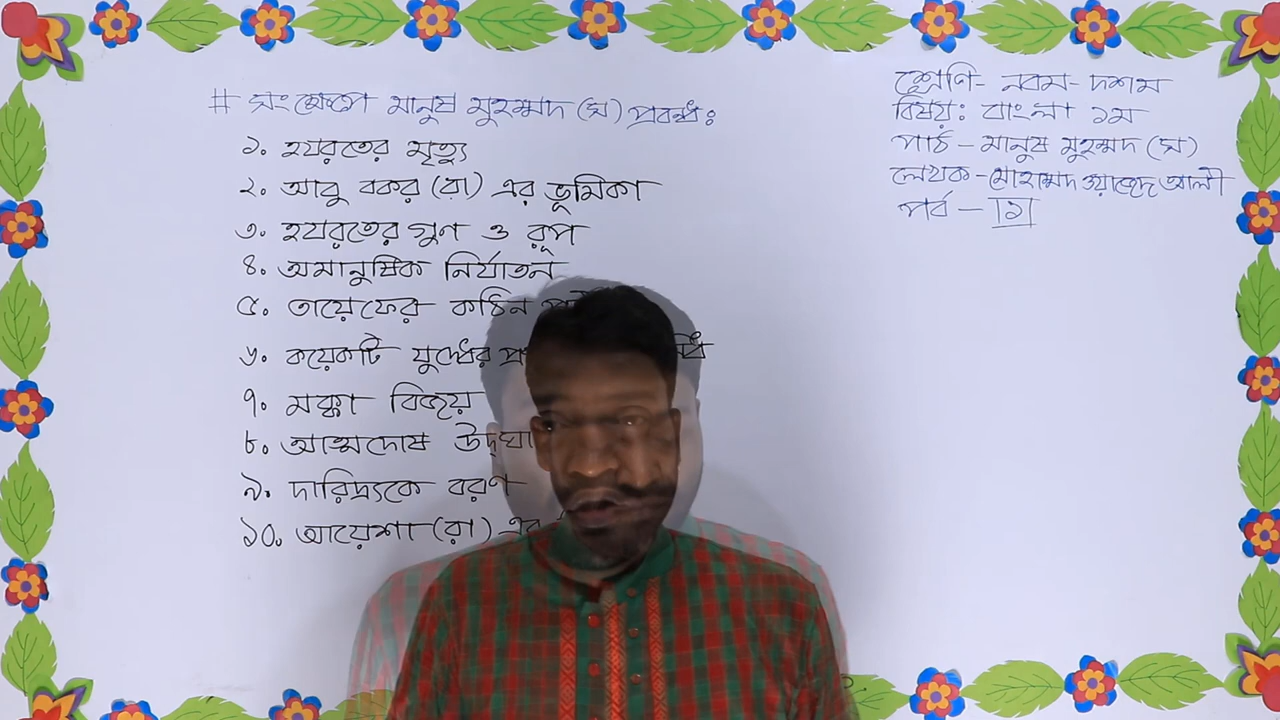 # সংক্ষেপে মানুষ মুহম্মদ (স) প্রবন্ধঃ
১. হযরতের মৃত্যু
২. আবু বকর (রা) এর ভূমিকা
৩. হযরতের গুণ ও রূপ
৪. অমানুষিক নির্যাতন
৫. তায়েফের কঠিন
৬. কয়েকটি যুদ্ধের
৭. মক্কা বিজয়
৮. আত্মদোষ
৯. দারিদ্র্যকে বরণ
১০. আয়েশা (রা) এর
শ্রেণি- নবম- দশম
বিষয়ঃ বাংলা ১ম
পাঠ - মানুষ মুহম্মদ (স)
লেখক - মোহাম্মদ ওয়াজেদ আলী
পর্ব - ১